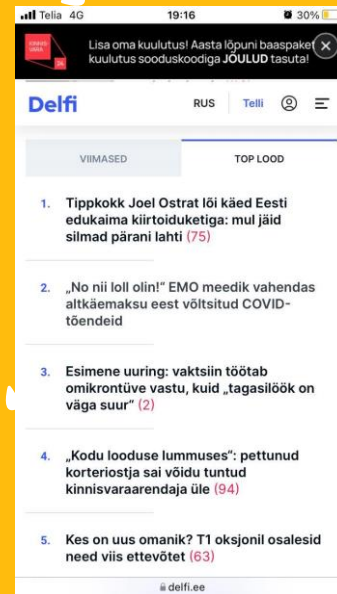 Telia 4G 19:16 30%
Lisa oma kuulutus! Aasta lõpuni baaspaket
kuulutus sooduskoodiga JÕULUD tasuta!
Delfi RUS Telli
VIIMASED TOP LOOD
1. Tippkokk Joel Ostrat lõi käed Eesti
edukaima kiirtoiduketiga: mul jäid
silmad pärani lahti (75)
2. „No nii loll olin!“ EMO meedik vahendas
altkäemaksu eest võltsitud COVID-
tõendeid
3. Esimene uuring: vaktsiin töötab
omikrontüve vastu, kuid „tagasilöök on
väga suur“ (2)
4. „Kodu looduse lummuses“: pettunud
korteriostja sai võidu tuntud
kinnisvaraarendaja üle (94)
5. Kes on uus omanik? T1 oksjonil osalesid
need viis ettevõtet (63)
delfi.ee